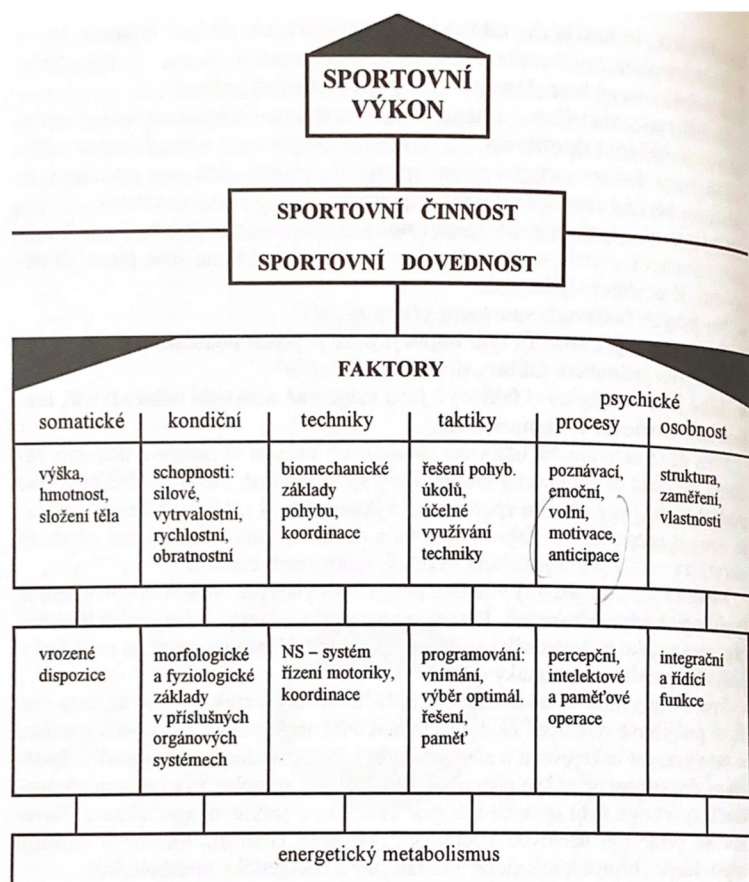 SPORTOVNÍ
VÝKON
SPORTOVNÍ ČINNOST
SPORTOVNÍ DOVEDNOST
FAKTORY
somatické
výška,
hmotnost,
složení těla
kondiční
schopnosti:
silové,
vytrvalostní,
rychlostní,
obratnostní
techniky
biomechanické
základy
pohybu,
koordinace
taktiky
řešení pohyb.
úkolů,
účelné
využívání
techniky
psychické
procesy
poznávací,
emoční,
volní,
motivace,
anticipace
osobnost
struktura,
zaměření,
vlastnosti
vrozené
dispozice
morfologické
a fyziologické
základy
v příslušných
orgánových
systémech
NS – systém
řízení motoriky,
koordinace
programování:
vnímání,
výběr optimál.
řešení,
paměť
percepční,
intelektové
a paměťové
operace
integrační
a řídící
funkce
energetický metabolismus